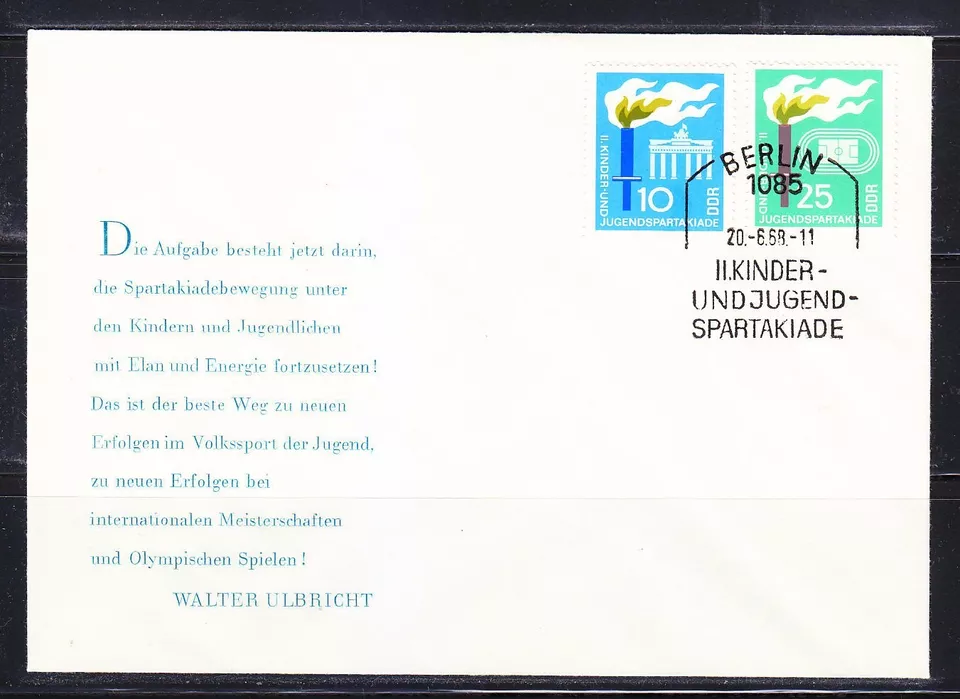 II. KINDER-UND
JUGENDSPARTAKIADE
10
DDR
II. KINDER-UND
JUGENDSPARTAKIADE
25
DDR
BERLIN
1085
20.-6.68.-11
II.KINDER-
UND JUGEND-
SPARTAKIADE
Die Aufgabe besteht jetzt darin,
die Spartakiadebewegung unter
den Kindern und Jugendlichen
mit Elan und Energie fortzusetzen!
Das ist der beste Weg zu neuen
Erfolgen im Volkssport der Jugend,
zu neuen Erfolgen bei
internationalen Meisterschaften
und Olympischen Spielen!
WALTER ULBRICHT